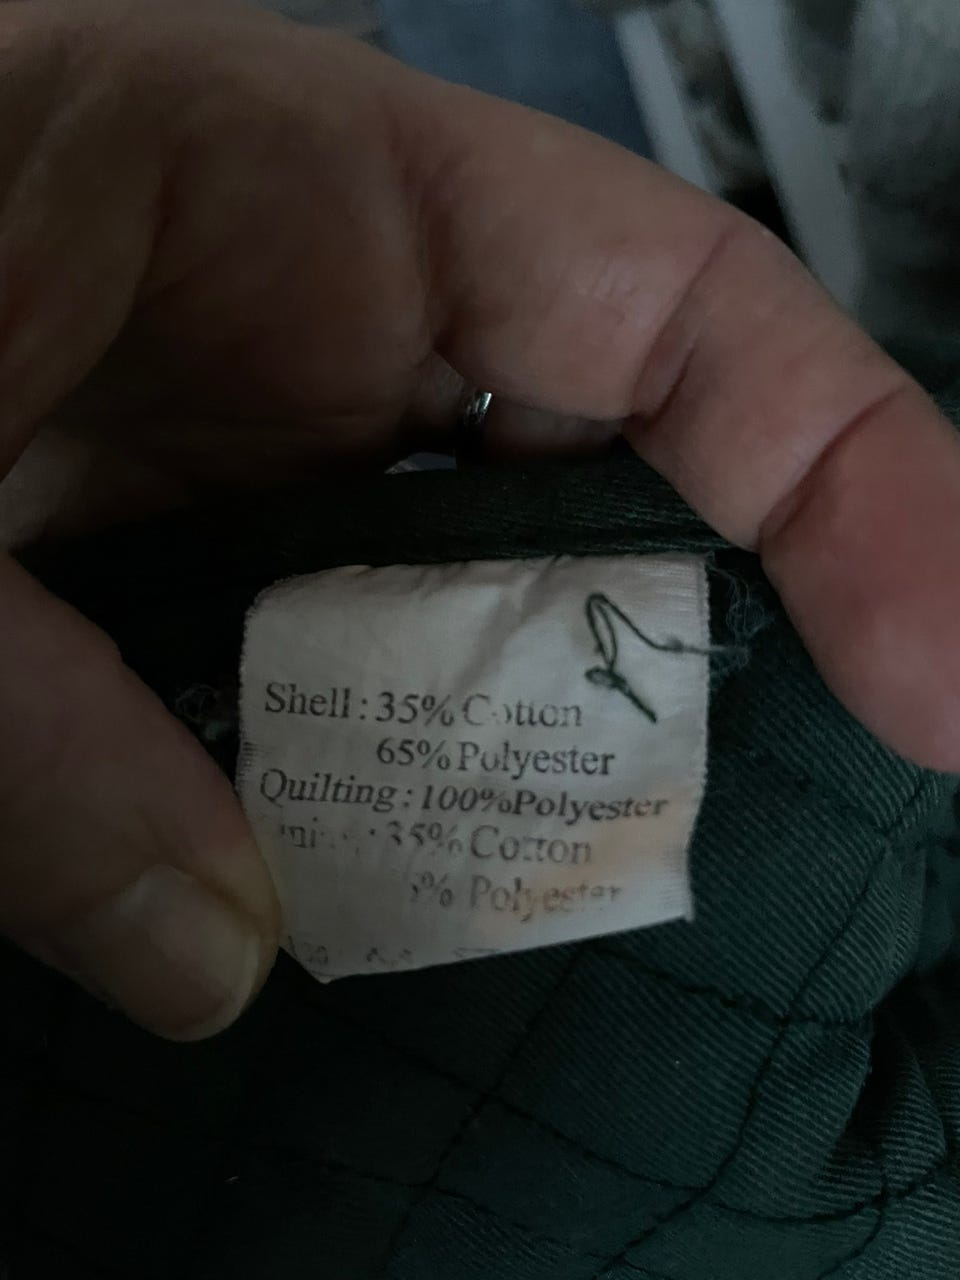 Shell : 35% Cotton
65% Polyester
Quilting : 100%Polyester
: 35% Cotton
% Polyester